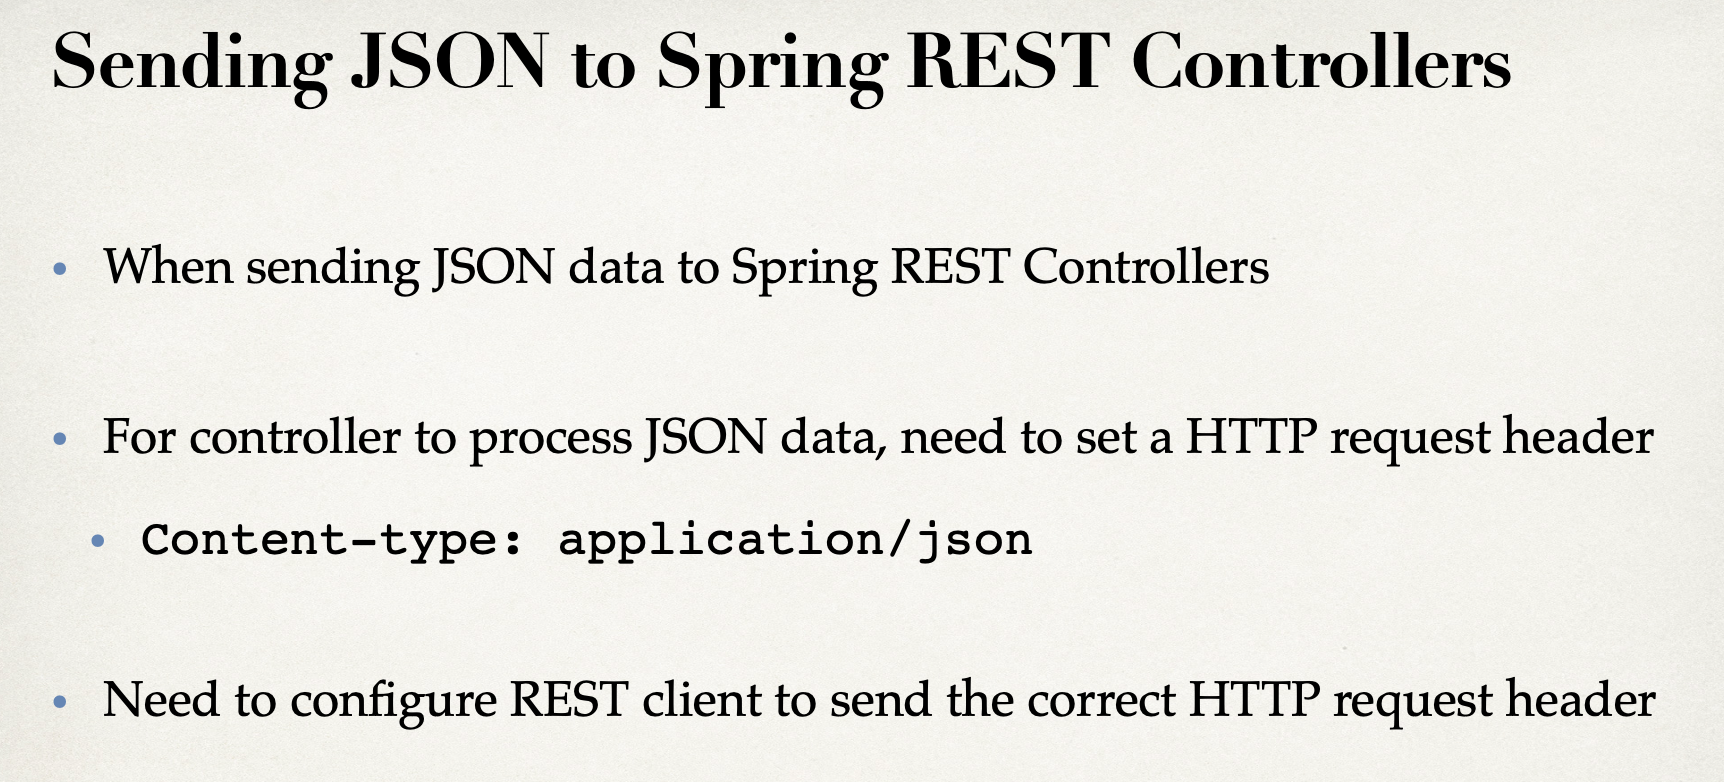 Sending JSON to Spring REST Controllers
• When sending JSON data to Spring REST Controllers
• For controller to process JSON data, need to set a HTTP request header
• Content-type: application/json
• Need to configure REST client to send the correct HTTP request header